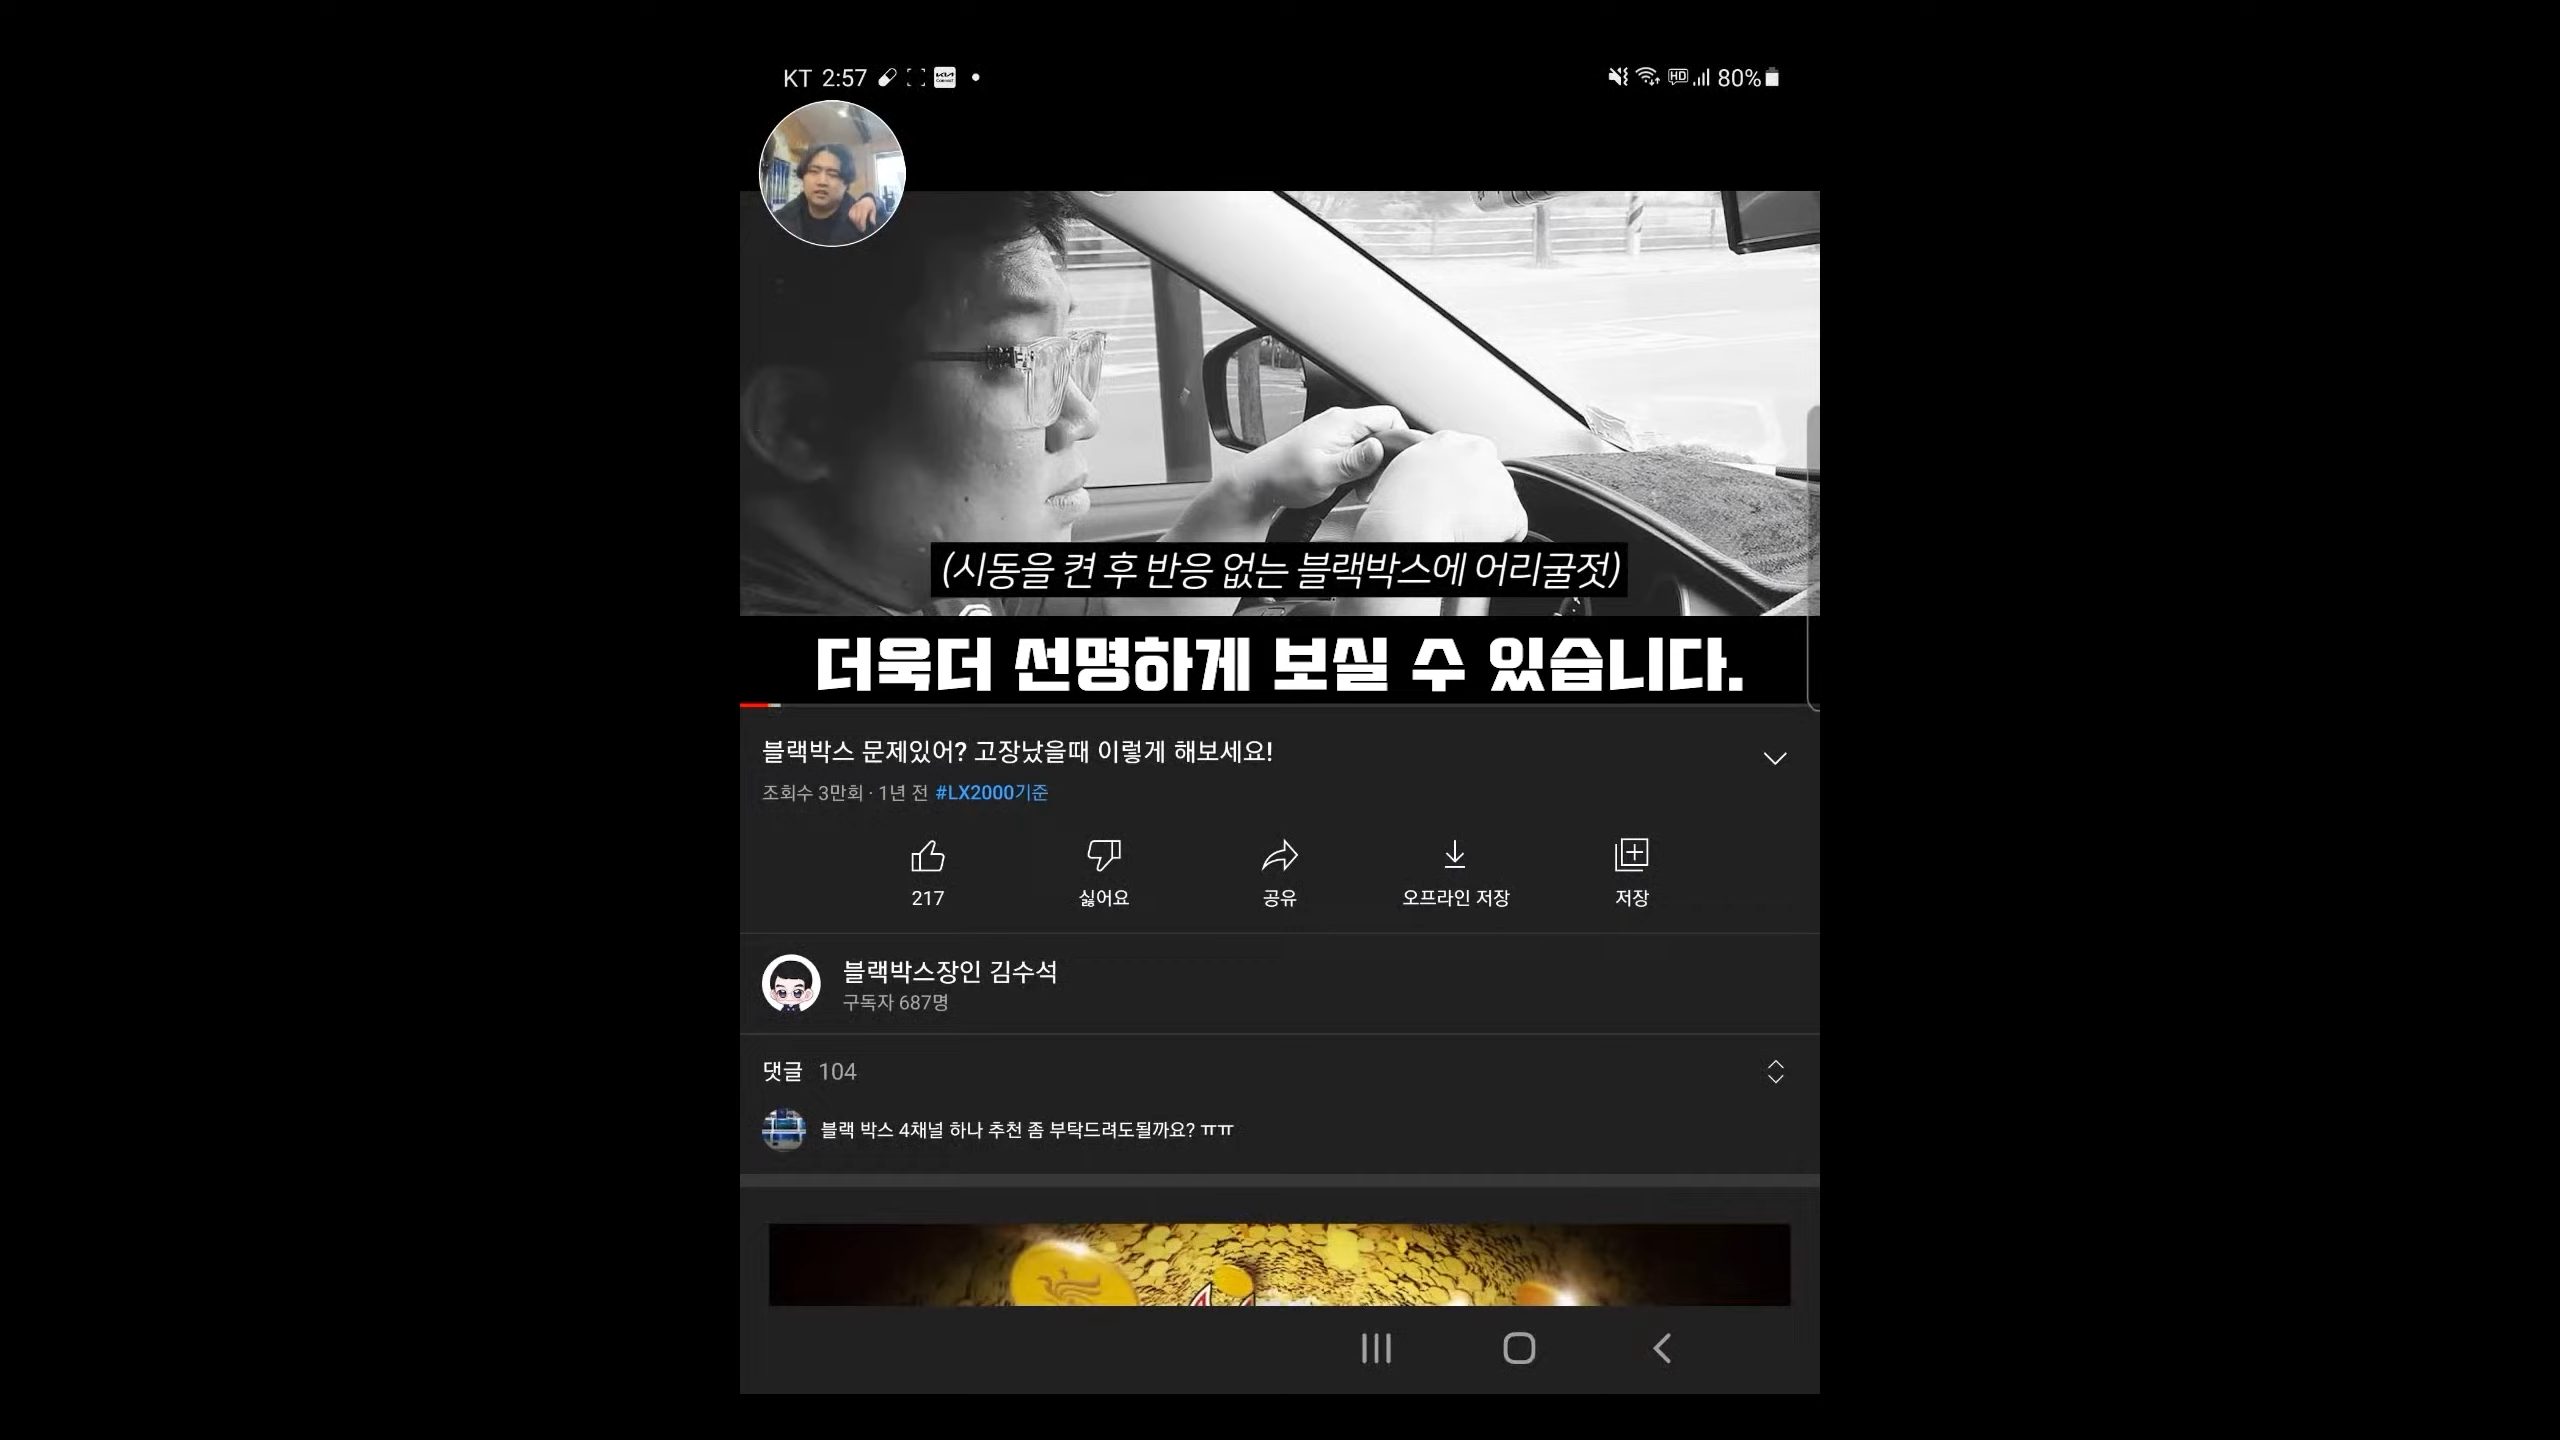 KT 2:57
HD 80%
(시동을 켠 후 반응 없는 블랙박스에 어리굴젓)
더욱더 선명하게 보실 수 있습니다.
블랙박스 문제있어? 고장났을때 이렇게 해보세요!
조회수 3만회 · 1년 전 #LX2000기준
217
싫어요
공유
오프라인 저장
저장
블랙박스장인 김수석
구독자 687명
댓글 104
블랙 박스 4채널 하나 추천 좀 부탁드려도될까요? ㅠㅠ